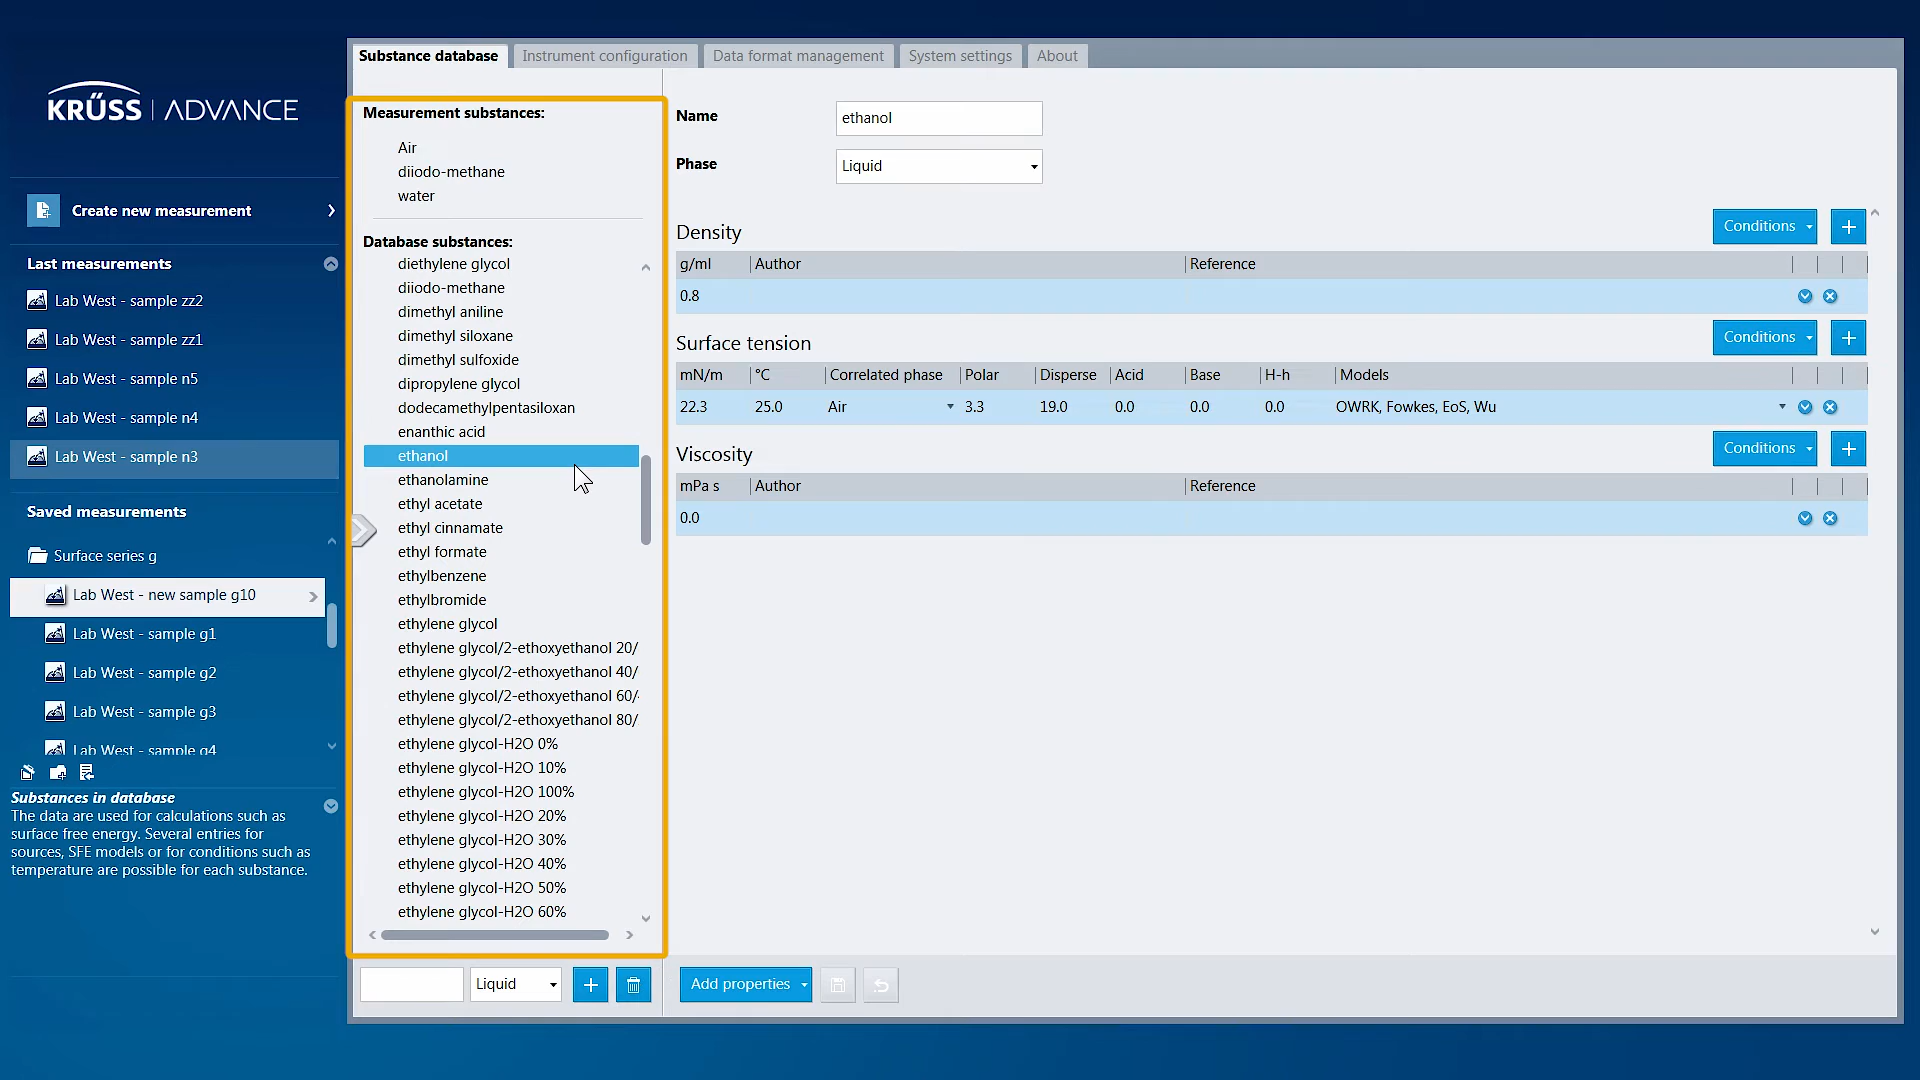 Substance database
Instrument configuration
Data format management
System settings
About
KRÜSS | ADVANCE
Create new measurement
Last measurements
Lab West - sample zz2
Lab West - sample zz1
Lab West - sample n5
Lab West - sample n4
Lab West - sample n3
Saved measurements
Surface series g
Lab West - new sample g10
Lab West - sample g1
Lab West - sample g2
Lab West - sample g3
Lab West - sample g4
Substances in database
The data are used for calculations such as
surface free energy. Several entries for
sources, SFE models or for conditions such as
temperature are possible for each substance.
Measurement substances:
Air
diiodo-methane
water
Database substances:
diethylene glycol
diiodo-methane
dimethyl aniline
dimethyl siloxane
dimethyl sulfoxide
dipropylene glycol
dodecamethylpentasiloxan
enanthic acid
ethanol
ethanolamine
ethyl acetate
ethyl cinnamate
ethyl formate
ethylbenzene
ethylbromide
ethylene glycol
ethylene glycol/2-ethoxyethanol 20/
ethylene glycol/2-ethoxyethanol 40/
ethylene glycol/2-ethoxyethanol 60/
ethylene glycol/2-ethoxyethanol 80/
ethylene glycol-H2O 0%
ethylene glycol-H2O 10%
ethylene glycol-H2O 100%
ethylene glycol-H2O 20%
ethylene glycol-H2O 30%
ethylene glycol-H2O 40%
ethylene glycol-H2O 50%
ethylene glycol-H2O 60%
Liquid
Name ethanol
Phase Liquid
Density Conditions
g/ml Author Reference
0.8
Surface tension Conditions
mN/m °C Correlated phase Polar Disperse Acid Base H-h Models
22.3 25.0 Air 3.3 19.0 0.0 0.0 0.0 OWRK, Fowkes, EoS, Wu
Viscosity Conditions
mPa s Author Reference
0.0
Add properties